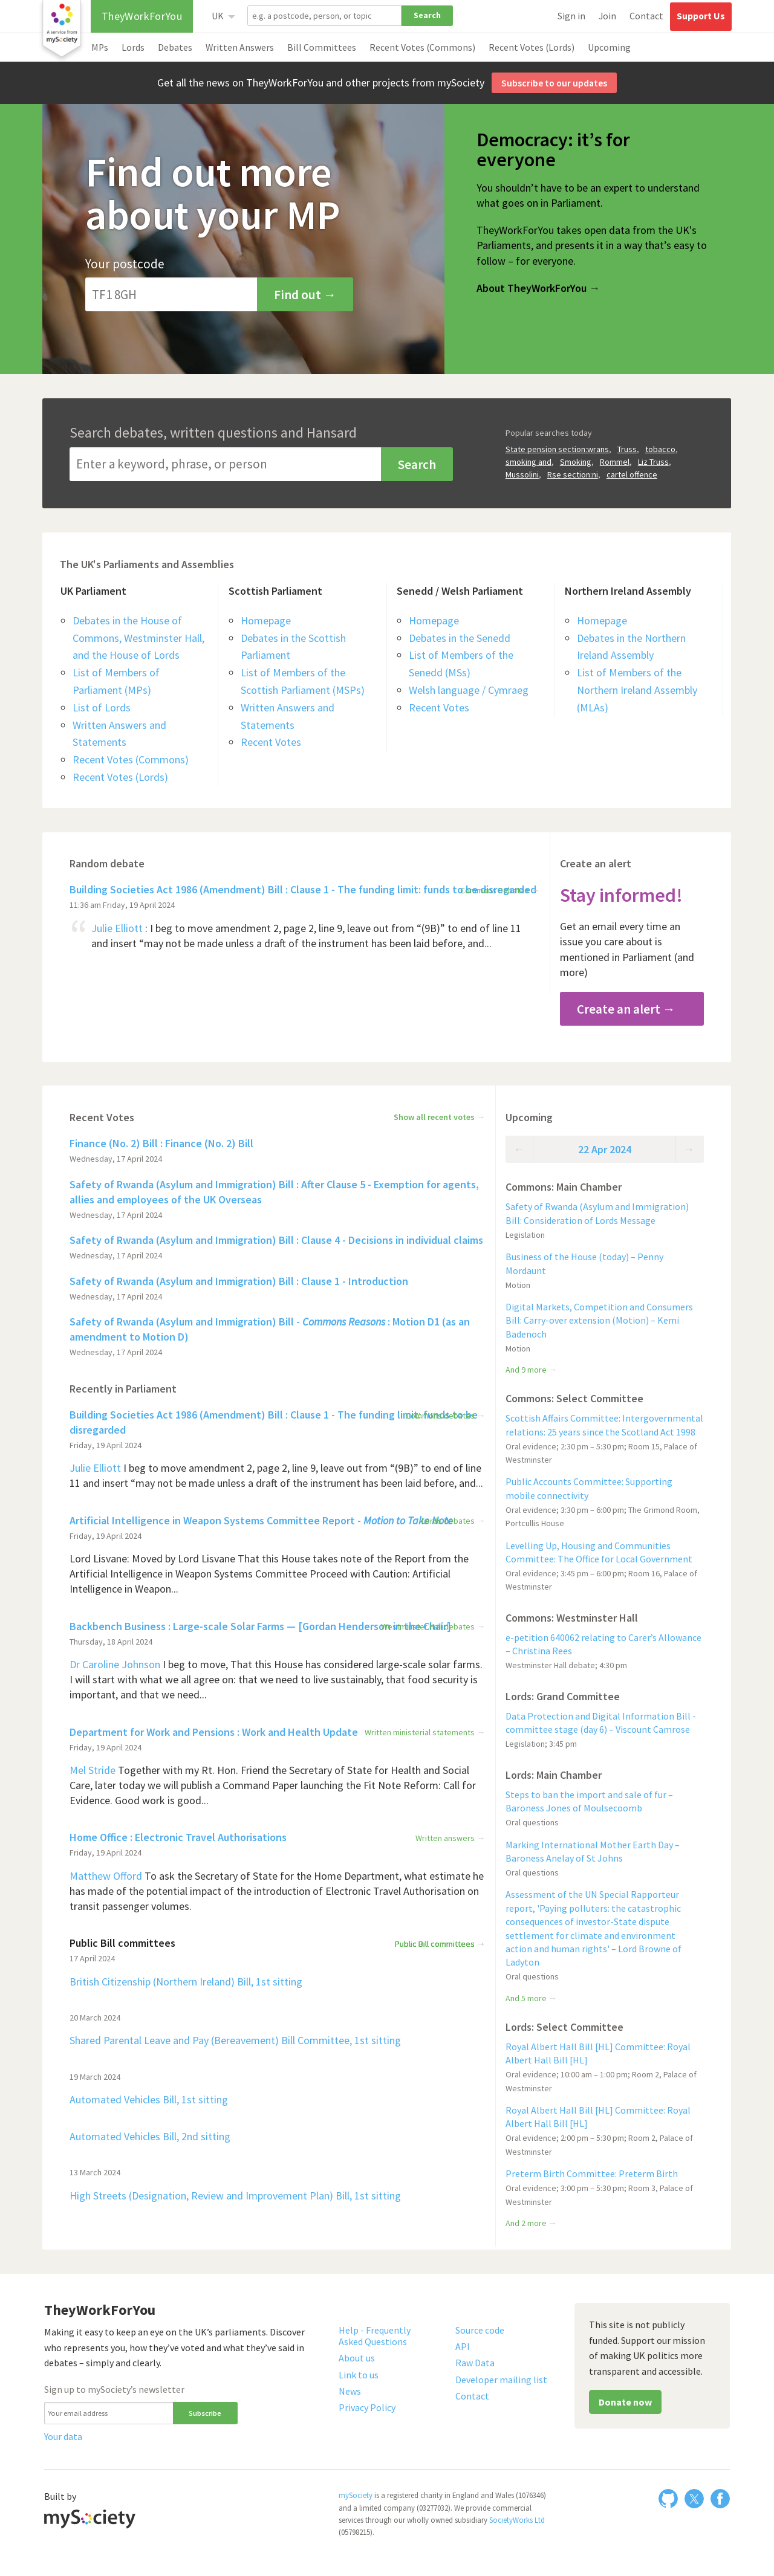 A service from
mySociety
TheyWorkForYou
UK
e.g. a postcode, person, or topic
Search
Sign in
Join
Contact
Support Us
MPs
Lords
Debates
Written Answers
Bill Committees
Recent Votes (Commons)
Recent Votes (Lords)
Upcoming
Get all the news on TheyWorkForYou and other projects from mySociety
Subscribe to our updates
Find out more
about your MP
Your postcode
TF1 8GH
Find out →
Democracy: it’s for
everyone
You shouldn’t have to be an expert to understand
what goes on in Parliament.
TheyWorkForYou takes open data from the UK’s
Parliaments, and presents it in a way that’s easy to
follow – for everyone.
About TheyWorkForYou →
Search debates, written questions and Hansard
Enter a keyword, phrase, or person
Search
Popular searches today
State pension section:wrans, Truss, tobacco,
smoking and, Smoking, Rommel, Liz Truss,
Mussolini, Rse section:ni, cartel offence
The UK's Parliaments and Assemblies
UK Parliament
Debates in the House of
Commons, Westminster Hall,
and the House of Lords
List of Members of
Parliament (MPs)
List of Lords
Written Answers and
Statements
Recent Votes (Commons)
Recent Votes (Lords)
Scottish Parliament
Homepage
Debates in the Scottish
Parliament
List of Members of the
Scottish Parliament (MSPs)
Written Answers and
Statements
Recent Votes
Senedd / Welsh Parliament
Homepage
Debates in the Senedd
List of Members of the
Senedd (MSs)
Welsh language / Cymraeg
Recent Votes
Northern Ireland Assembly
Homepage
Debates in the Northern
Ireland Assembly
List of Members of the
Northern Ireland Assembly
(MLAs)
Random debate
Building Societies Act 1986 (Amendment) Bill : Clause 1 - The funding limit: funds to be disregarded
11:36 am Friday, 19 April 2024
Julie Elliott : I beg to move amendment 2, page 2, line 9, leave out from “(9B)” to end of line 11
and insert “may not be made unless a draft of the instrument has been laid before, and...
Create an alert
Stay informed!
Get an email every time an
issue you care about is
mentioned in Parliament (and
more)
Create an alert →
Recent Votes
Show all recent votes →
Finance (No. 2) Bill : Finance (No. 2) Bill
Wednesday, 17 April 2024
Safety of Rwanda (Asylum and Immigration) Bill : After Clause 5 - Exemption for agents,
allies and employees of the UK Overseas
Wednesday, 17 April 2024
Safety of Rwanda (Asylum and Immigration) Bill : Clause 4 - Decisions in individual claims
Wednesday, 17 April 2024
Safety of Rwanda (Asylum and Immigration) Bill : Clause 1 - Introduction
Wednesday, 17 April 2024
Safety of Rwanda (Asylum and Immigration) Bill - Commons Reasons : Motion D1 (as an
amendment to Motion D)
Wednesday, 17 April 2024
Recently in Parliament
Building Societies Act 1986 (Amendment) Bill : Clause 1 - The funding limit: funds to be
disregarded
Friday, 19 April 2024
Julie Elliott I beg to move amendment 2, page 2, line 9, leave out from “(9B)” to end of line
11 and insert “may not be made unless a draft of the instrument has been laid before, and...
Artificial Intelligence in Weapon Systems Committee Report - Motion to Take Note
Friday, 19 April 2024
Lord Lisvane: Moved by Lord Lisvane That this House takes note of the Report from the
Artificial Intelligence in Weapon Systems Committee Proceed with Caution: Artificial
Intelligence in Weapon...
Backbench Business : Large-scale Solar Farms — [Gordan Henderson in the Chair]
Thursday, 18 April 2024
Dr Caroline Johnson I beg to move, That this House has considered large-scale solar farms.
I will start with what we all agree on: that we need to live sustainably, that food security is
important, and that we need...
Department for Work and Pensions : Work and Health Update
Written ministerial statements →
Friday, 19 April 2024
Mel Stride Together with my Rt. Hon. Friend the Secretary of State for Health and Social
Care, later today we will publish a Command Paper launching the Fit Note Reform: Call for
Evidence. Good work is good...
Home Office : Electronic Travel Authorisations
Written answers →
Friday, 19 April 2024
Matthew Offord To ask the Secretary of State for the Home Department, what estimate he
has made of the potential impact of the introduction of Electronic Travel Authorisation on
transit passenger volumes.
Public Bill committees
Public Bill committees →
17 April 2024
British Citizenship (Northern Ireland) Bill, 1st sitting
20 March 2024
Shared Parental Leave and Pay (Bereavement) Bill Committee, 1st sitting
19 March 2024
Automated Vehicles Bill, 1st sitting
Automated Vehicles Bill, 2nd sitting
13 March 2024
High Streets (Designation, Review and Improvement Plan) Bill, 1st sitting
Upcoming
← 22 Apr 2024 →
Commons: Main Chamber
Safety of Rwanda (Asylum and Immigration)
Bill: Consideration of Lords Message
Legislation
Business of the House (today) – Penny
Mordaunt
Motion
Digital Markets, Competition and Consumers
Bill: Carry-over extension (Motion) – Kemi
Badenoch
Motion
And 9 more →
Commons: Select Committee
Scottish Affairs Committee: Intergovernmental
relations: 25 years since the Scotland Act 1998
Oral evidence; 2:30 pm – 5:30 pm; Room 15, Palace of
Westminster
Public Accounts Committee: Supporting
mobile connectivity
Oral evidence; 3:30 pm – 6:00 pm; The Grimond Room,
Portcullis House
Levelling Up, Housing and Communities
Committee: The Office for Local Government
Oral evidence; 3:45 pm – 6:00 pm; Room 16, Palace of
Westminster
Commons: Westminster Hall
e-petition 640062 relating to Carer’s Allowance
– Christina Rees
Westminster Hall debate; 4:30 pm
Lords: Grand Committee
Data Protection and Digital Information Bill -
committee stage (day 6) – Viscount Camrose
Legislation; 3:45 pm
Lords: Main Chamber
Steps to ban the import and sale of fur –
Baroness Jones of Moulsecoomb
Oral questions
Marking International Mother Earth Day –
Baroness Anelay of St Johns
Oral questions
Assessment of the UN Special Rapporteur
report, 'Paying polluters: the catastrophic
consequences of investor-State dispute
settlement for climate and environment
action and human rights' – Lord Browne of
Ladyton
Oral questions
And 5 more →
Lords: Select Committee
Royal Albert Hall Bill [HL] Committee: Royal
Albert Hall Bill [HL]
Oral evidence; 10:00 am – 1:00 pm; Room 2, Palace of
Westminster
Royal Albert Hall Bill [HL] Committee: Royal
Albert Hall Bill [HL]
Oral evidence; 2:00 pm – 5:30 pm; Room 2, Palace of
Westminster
Preterm Birth Committee: Preterm Birth
Oral evidence; 3:00 pm – 5:30 pm; Room 3, Palace of
Westminster
And 2 more →
TheyWorkForYou
Making it easy to keep an eye on the UK’s parliaments. Discover
who represents you, how they’ve voted and what they’ve said in
debates – simply and clearly.
Sign up to mySociety’s newsletter
Your email address
Subscribe
Your data
Help - Frequently
Asked Questions
About us
Link to us
News
Privacy Policy
Source code
API
Raw Data
Developer mailing list
Contact
This site is not publicly
funded. Support our mission
of making UK politics more
transparent and accessible.
Donate now
Built by
mySociety
mySociety is a registered charity in England and Wales (1076346)
and a limited company (03277032). We provide commercial
services through our wholly owned subsidiary SocietyWorks Ltd
(05798215).